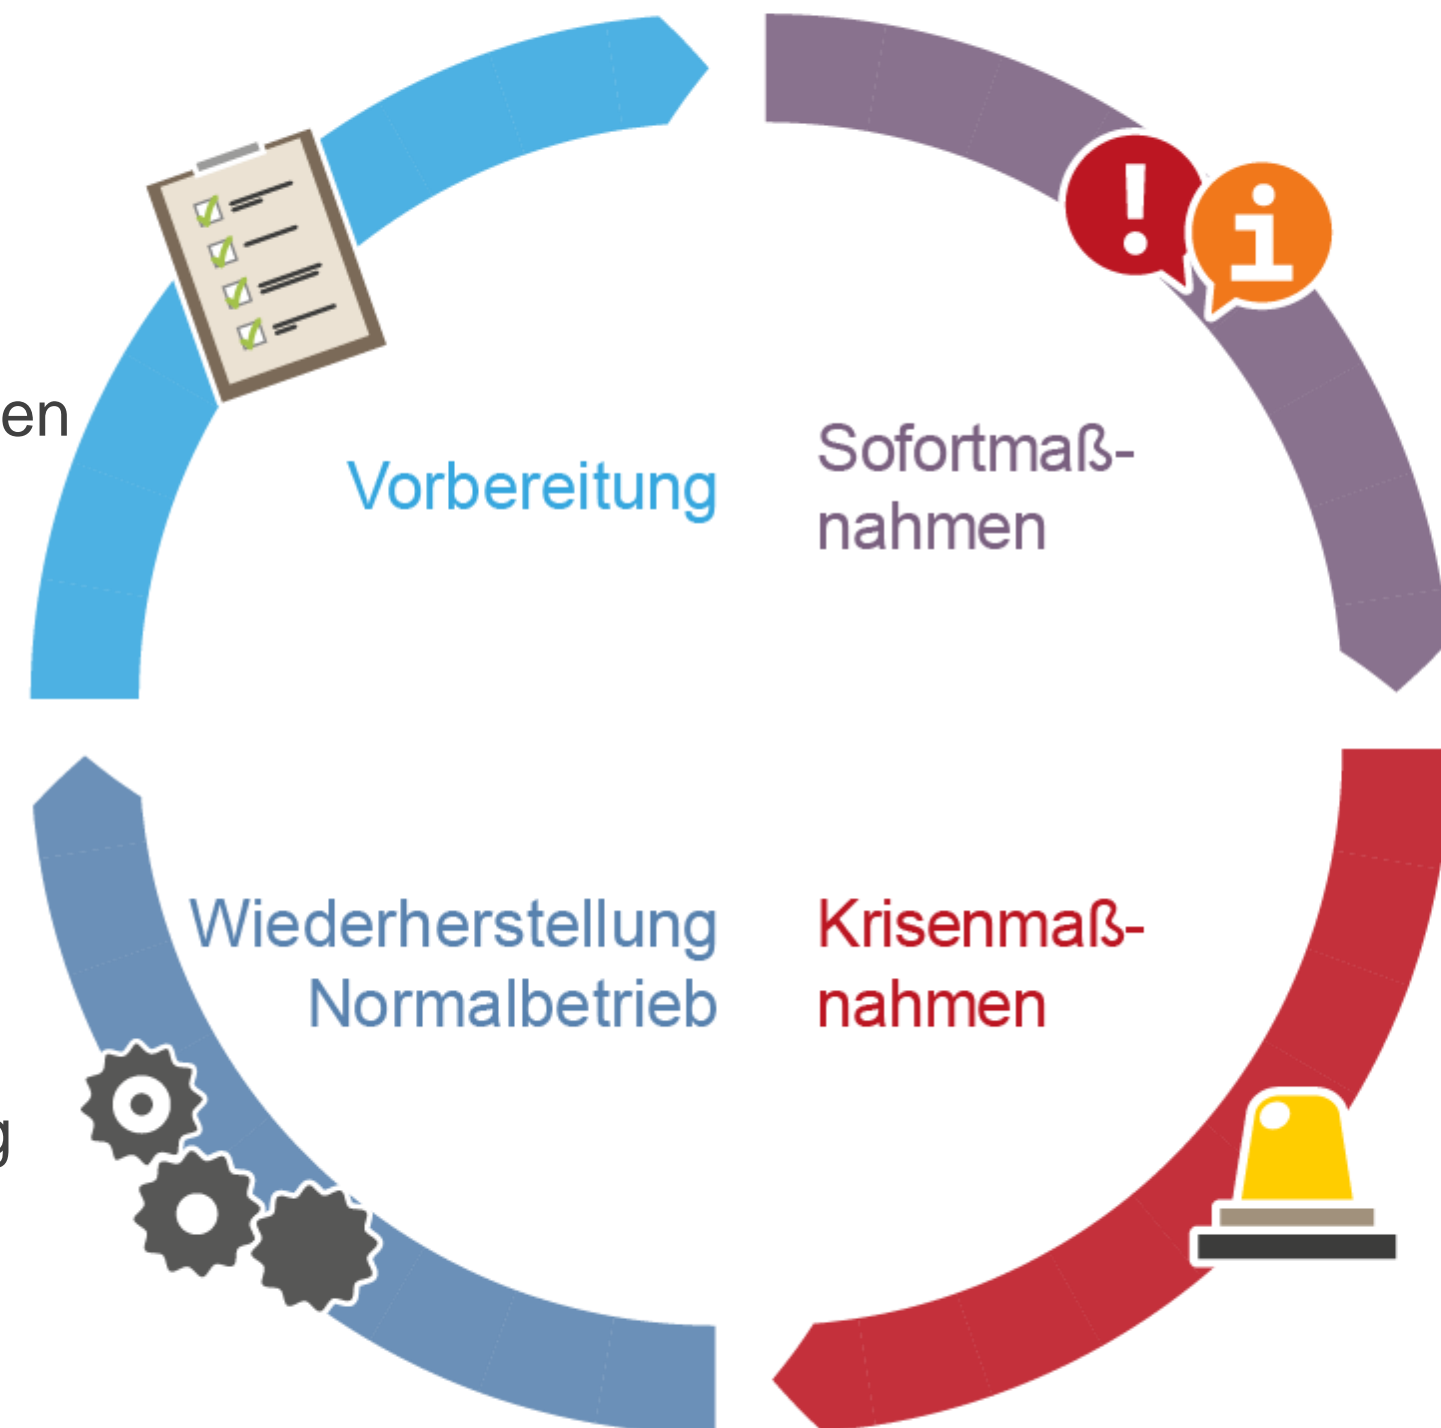 en
Vorbereitung
Sofortmaß-
nahmen
Wiederherstellung
Normalbetrieb
Krisenmaß-
nahmen
g